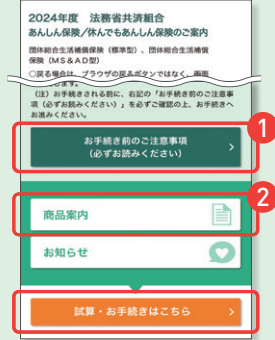 2024年度　法務省共済組合
あんしん保険/休んでもあんしん保険のご案内
団体総合生活補償保険（標準型）、団体総合生活補償
保険（MS＆AD型）
○戻る場合は、ブラウザの戻るボタンではなく、画面
します。
（注）お手続きされる前に、右記の「お手続き前のご注意事
項（必ずお読みください）」を必ずご確認の上、お手続きへ
お進みください。
1
お手続き前のご注意事項
（必ずお読みください）
2
商品案内
お知らせ
試算・お手続きはこちら